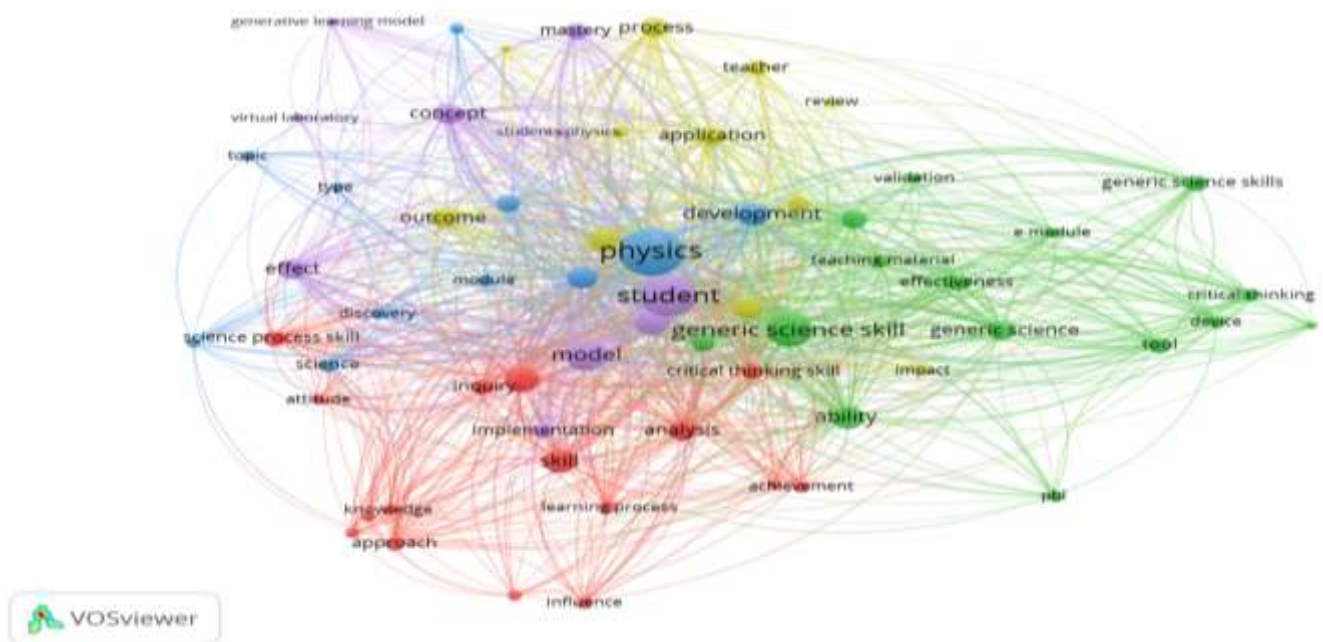 generative learning model
mastery
process
teacher
review
virtual laboratory
concept
students physics
application
topic
type
validation
generic science skills
outcome
development
e module
physics
teaching material
effect
module
effectiveness
student
critical thinking
discovery
device
science process skill
generic science skill
generic science
tool
science
model
critical thinking skill
impact
inquiry
attitude
ability
implementation
analysis
skill
achievement
pbl
knowledge
learning process
approach
influence
VOSviewer